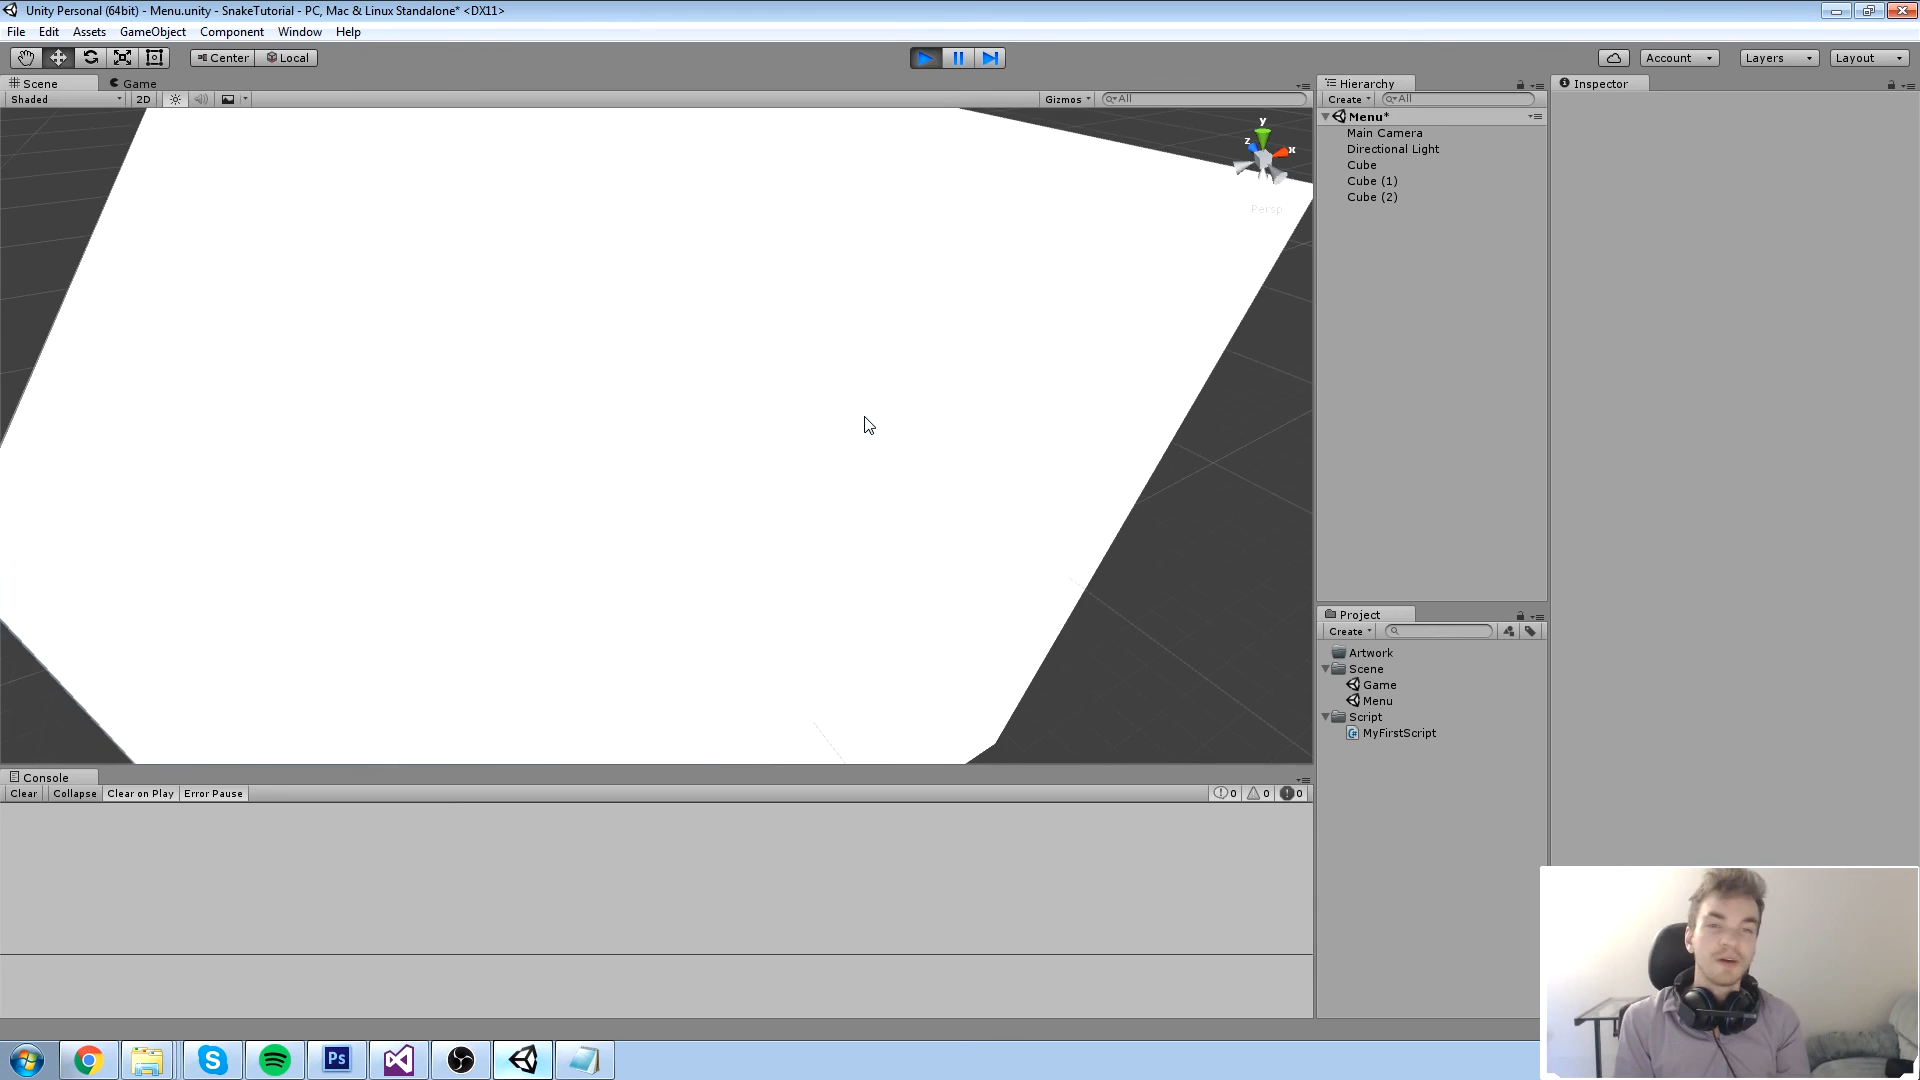 Unity Personal (64bit) - Menu.unity - SnakeTutorial - PC, Mac & Linux Standalone* <DX11>
File Edit Assets GameObject Component Window Help
Center Local Account Layers Layout
Scene Game
Shaded 2D Gizmos All
y
z x
Persp
Hierarchy
Create All
Menu*
Main Camera
Directional Light
Cube
Cube (1)
Cube (2)
Inspector
Project
Create
Artwork
Scene
Game
Menu
Script
MyFirstScript
Console
Clear Collapse Clear on Play Error Pause 0 0 0
Ps